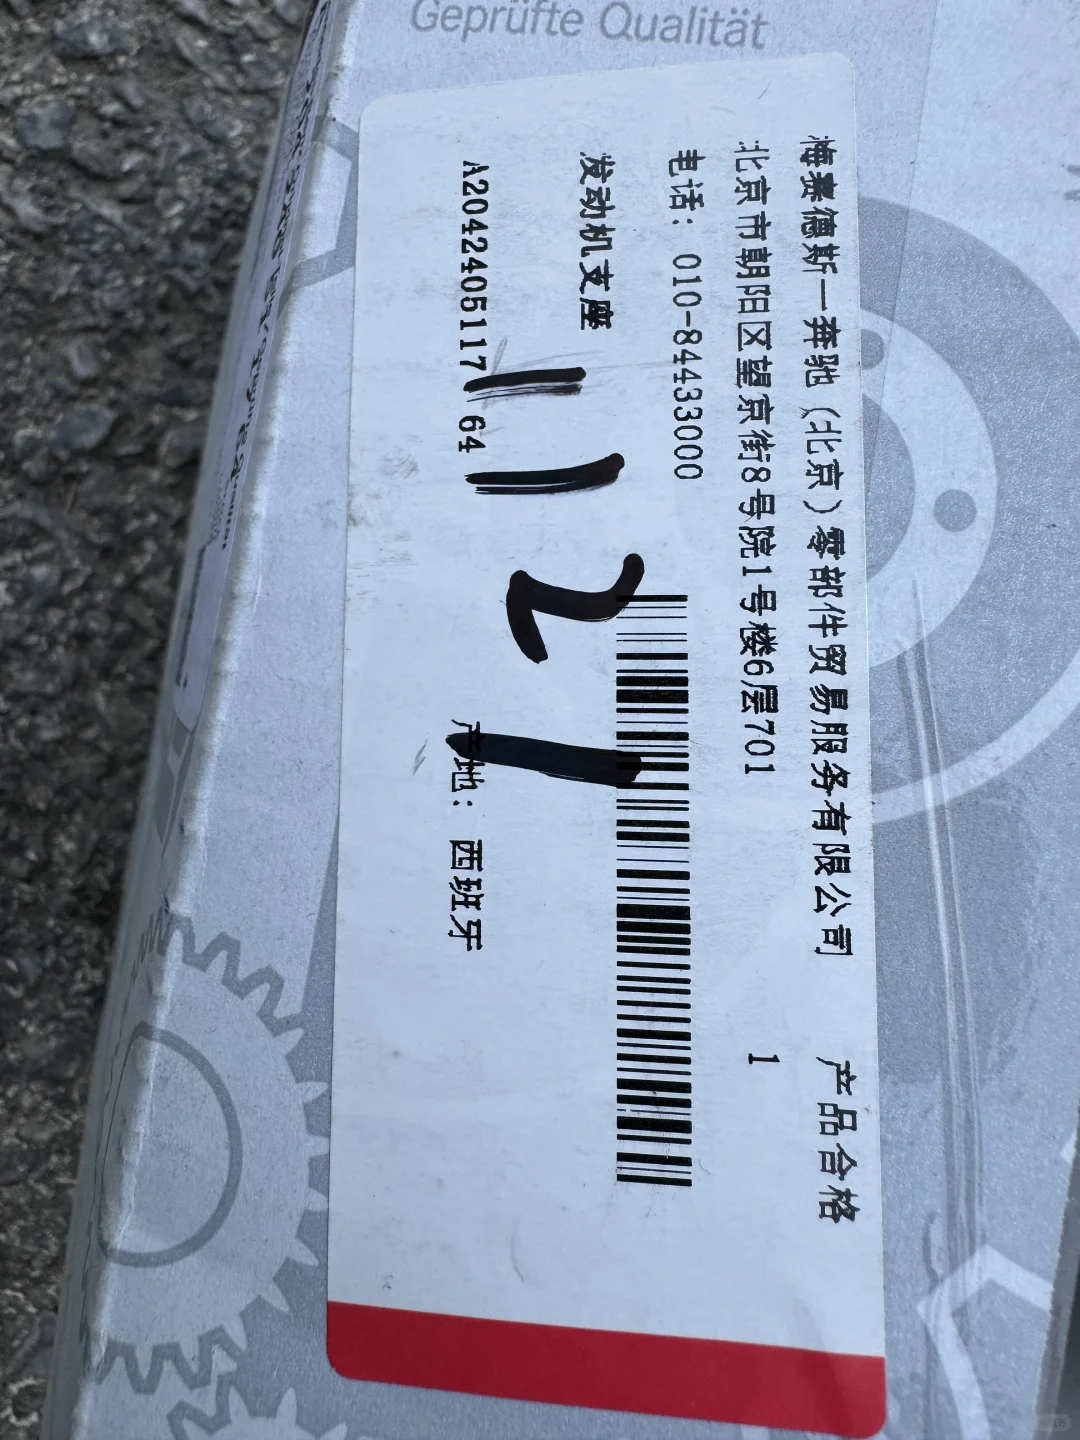 Geprüfte Qualität
梅赛德斯一奔驰（北京）零部件贸易服务有限公司 产品合格
北京市朝阳区望京街8号院1号楼6层701 1
电话：010-84433000
发动机支座
A2042405117 64
1121
产地：西班牙